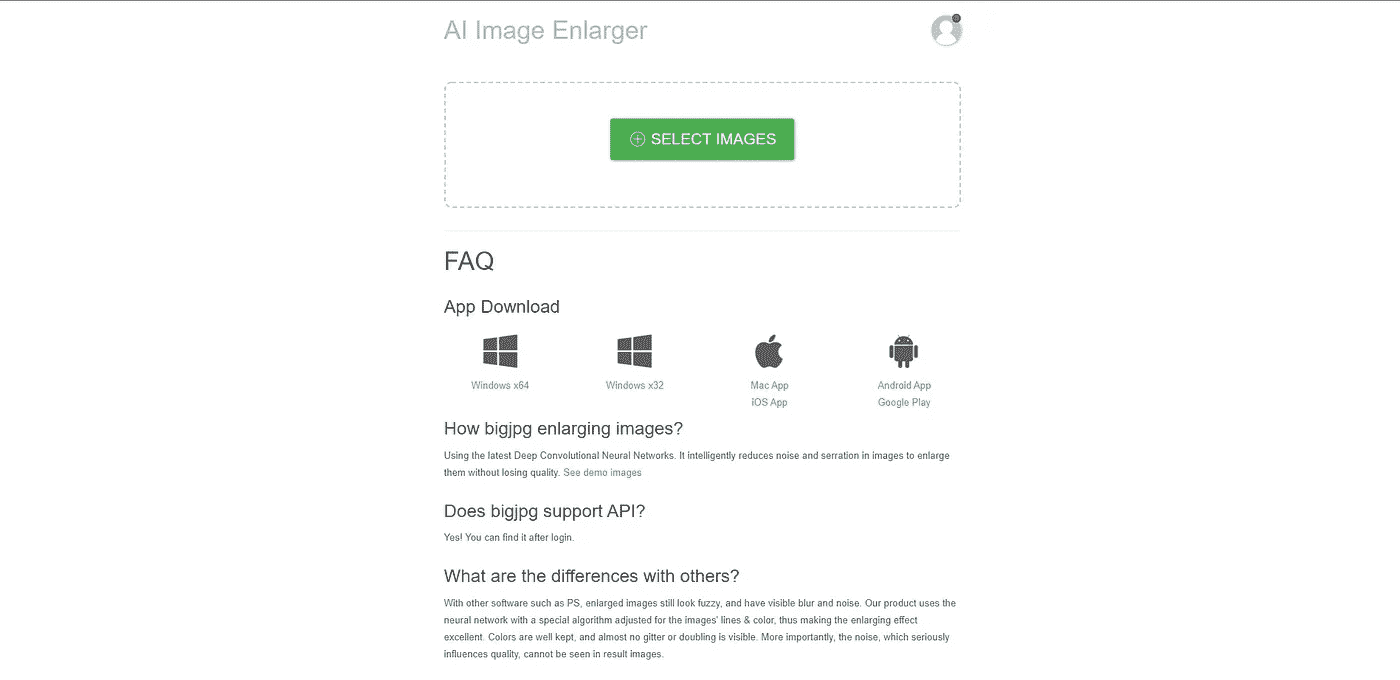 AI Image Enlarger
SELECT IMAGES
FAQ
App Download
Windows x64
Windows x32
Mac App
iOS App
Android App
Google Play
How bigjpg enlarging images?
Using the latest Deep Convolutional Neural Networks. It intelligently reduces noise and serration in images to enlarge
them without losing quality. See demo images
Does bigjpg support API?
Yes! You can find it after login.
What are the differences with others?
With other software such as PS, enlarged images still look fuzzy, and have visible blur and noise. Our product uses the
neural network with a special algorithm adjusted for the images' lines & color, thus making the enlarging effect
excellent. Colors are well kept, and almost no gitter or doubling is visible. More importantly, the noise, which seriously
influences quality, cannot be seen in result images.